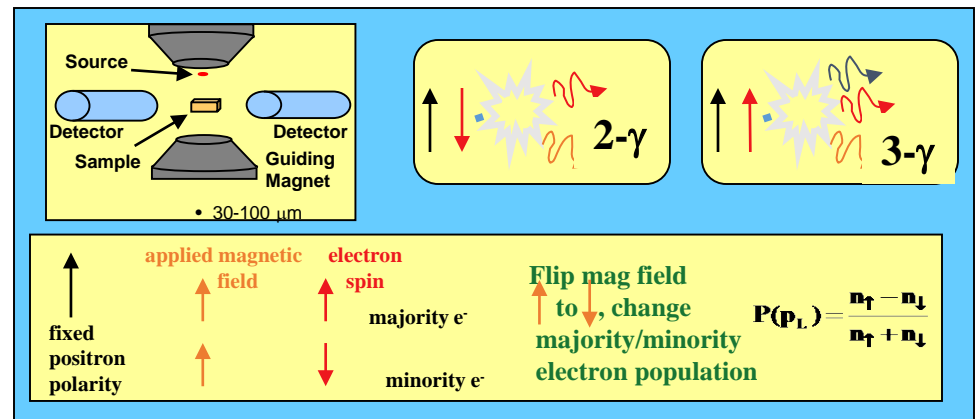 Source
Detector
Detector
Sample
Guiding
Magnet
• 30-100 μm
2-γ
3-γ
fixed
positron
polarity
applied magnetic
field
electron
spin
majority e⁻
minority e⁻
Flip mag field
↑ to ↓, change
majority/minority
electron population
P(p_L) = (n↑ − n↓) / (n↑ + n↓)